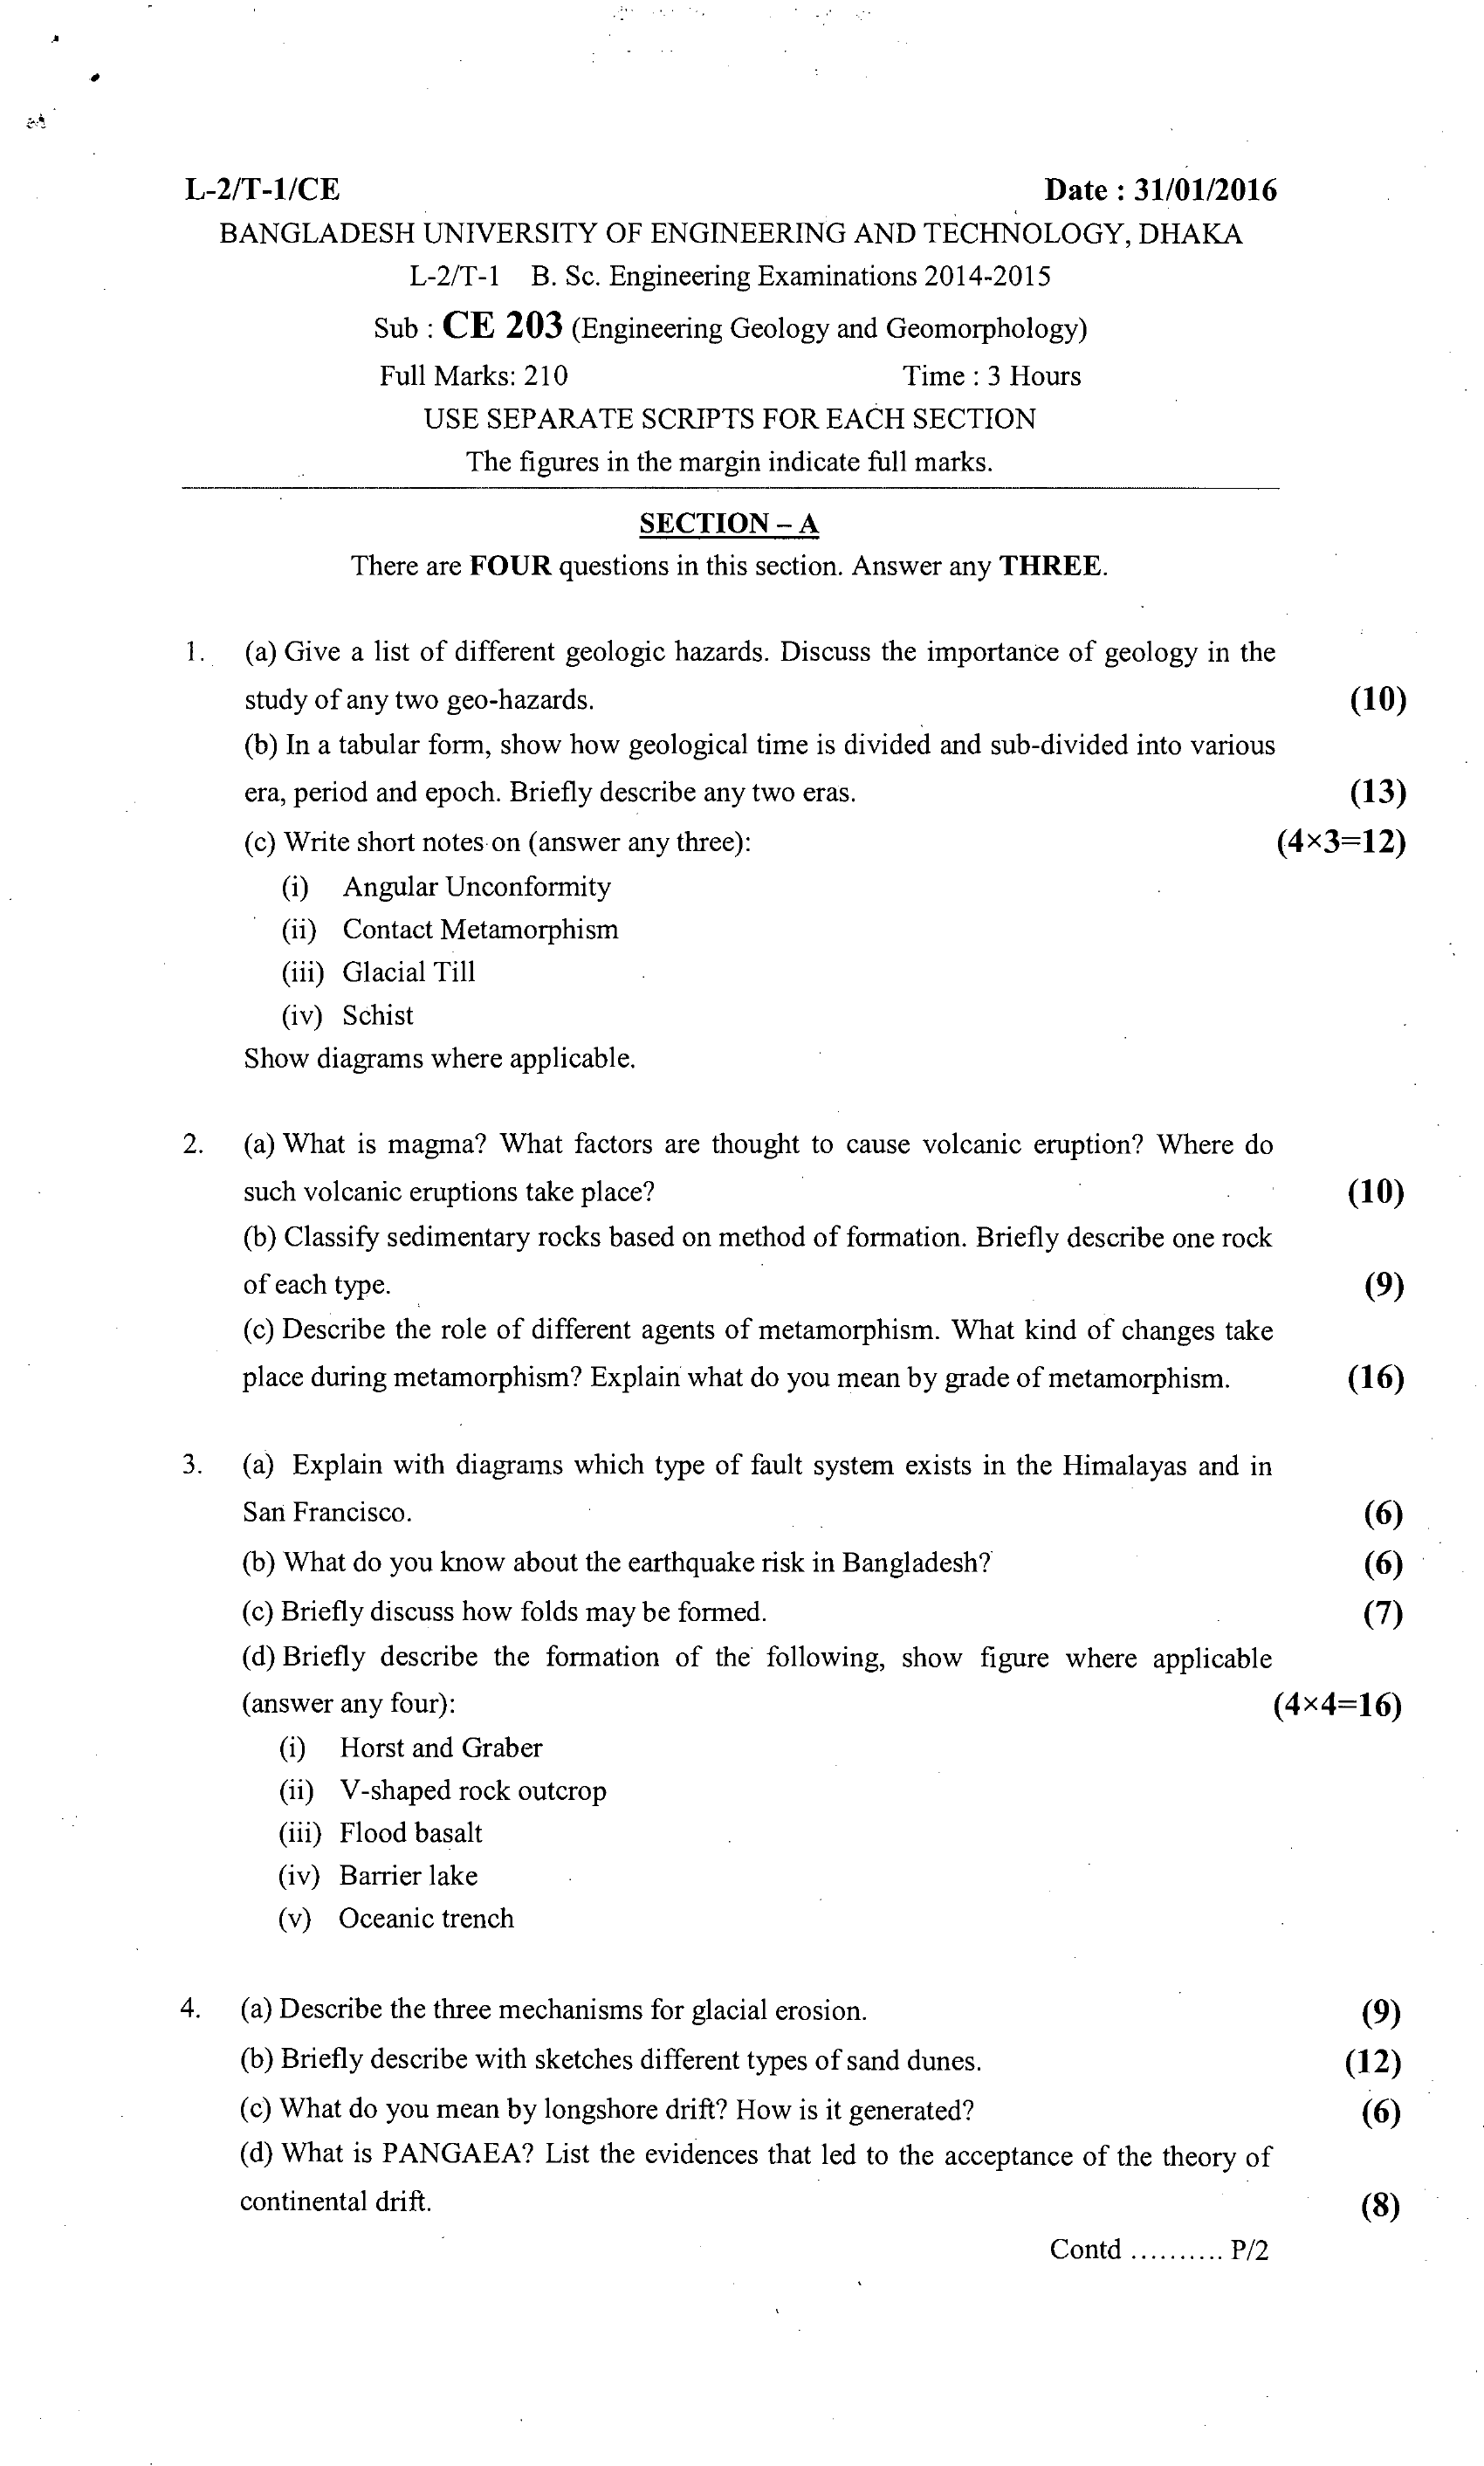 L-2/T-1/CE Date : 31/01/2016
BANGLADESH UNIVERSITY OF ENGINEERING AND TECHNOLOGY, DHAKA
L-2/T-1 B. Sc. Engineering Examinations 2014-2015
Sub : CE 203 (Engineering Geology and Geomorphology)
Full Marks: 210 Time : 3 Hours
USE SEPARATE SCRIPTS FOR EACH SECTION
The figures in the margin indicate full marks.
SECTION – A
There are FOUR questions in this section. Answer any THREE.
1. (a) Give a list of different geologic hazards. Discuss the importance of geology in the
study of any two geo-hazards. (10)
(b) In a tabular form, show how geological time is divided and sub-divided into various
era, period and epoch. Briefly describe any two eras. (13)
(c) Write short notes on (answer any three): (4×3=12)
(i) Angular Unconformity
(ii) Contact Metamorphism
(iii) Glacial Till
(iv) Schist
Show diagrams where applicable.
2. (a) What is magma? What factors are thought to cause volcanic eruption? Where do
such volcanic eruptions take place? (10)
(b) Classify sedimentary rocks based on method of formation. Briefly describe one rock
of each type. (9)
(c) Describe the role of different agents of metamorphism. What kind of changes take
place during metamorphism? Explain what do you mean by grade of metamorphism. (16)
3. (a) Explain with diagrams which type of fault system exists in the Himalayas and in
San Francisco. (6)
(b) What do you know about the earthquake risk in Bangladesh? (6)
(c) Briefly discuss how folds may be formed. (7)
(d) Briefly describe the formation of the following, show figure where applicable
(answer any four): (4×4=16)
(i) Horst and Graber
(ii) V-shaped rock outcrop
(iii) Flood basalt
(iv) Barrier lake
(v) Oceanic trench
4. (a) Describe the three mechanisms for glacial erosion. (9)
(b) Briefly describe with sketches different types of sand dunes. (12)
(c) What do you mean by longshore drift? How is it generated? (6)
(d) What is PANGAEA? List the evidences that led to the acceptance of the theory of
continental drift. (8)
Contd .......... P/2